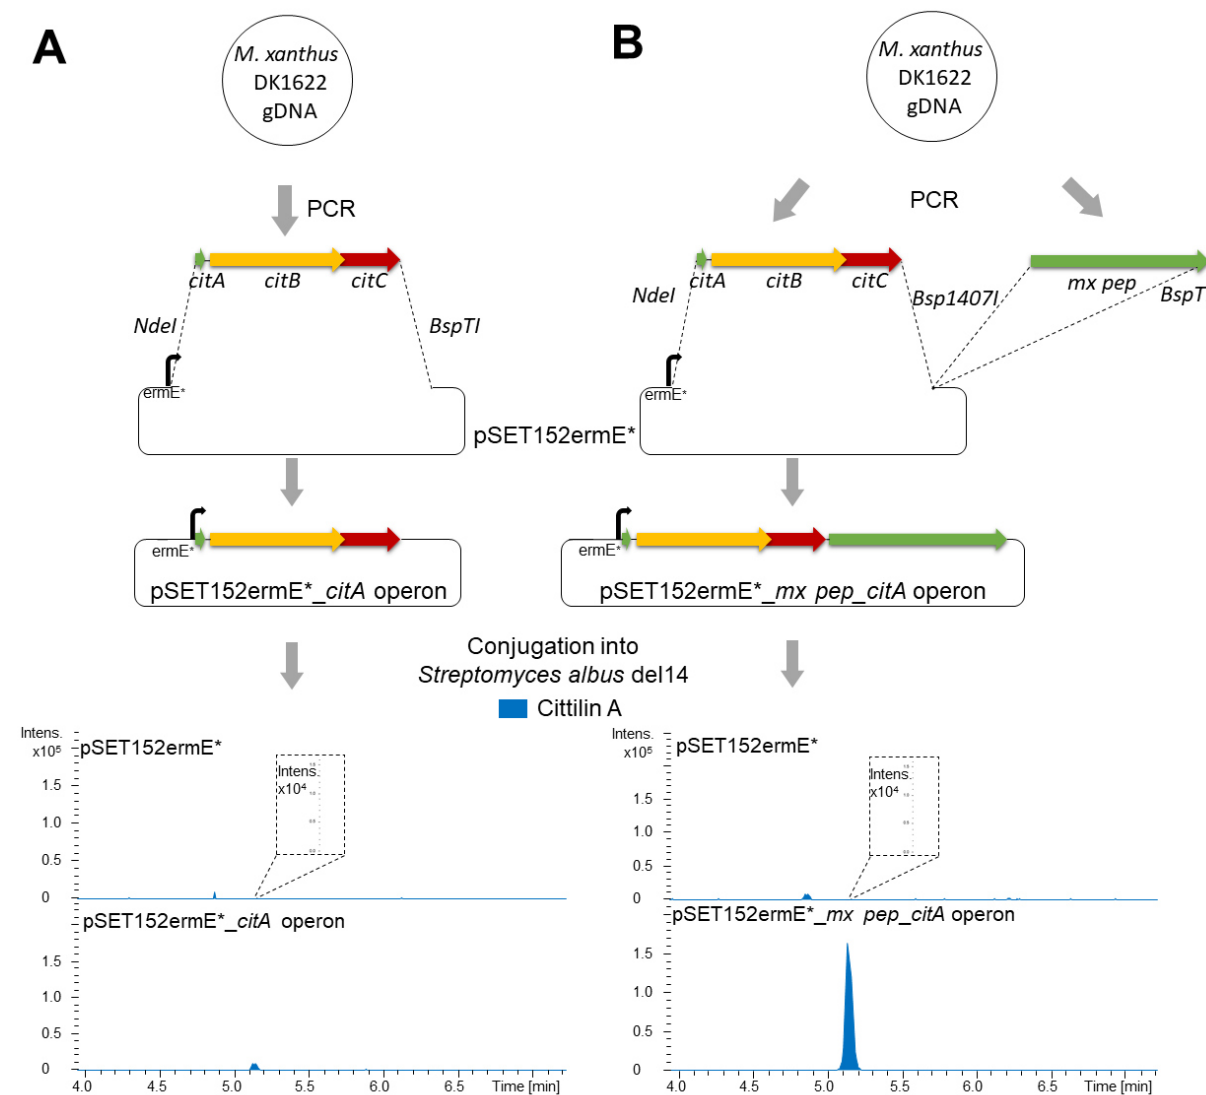 A
M. xanthus
DK1622
gDNA
PCR
citA citB citC
NdeI
BspTI
ermE*
pSET152ermE*
ermE*
pSET152ermE*_citA operon
B
M. xanthus
DK1622
gDNA
PCR
citA citB citC
mx pep
NdeI
Bsp1407I
BspT
ermE*
ermE*
pSET152ermE*_mx pep_citA operon
Conjugation into
Streptomyces albus del14
Cittilin A
Intens.
x10⁵
pSET152ermE*
Intens.
x10⁴
1.5
1.0
0.5
0
pSET152ermE*_citA operon
1.5
1.0
0.5
0
4.0 4.5 5.0 5.5 6.0 6.5 Time [min]
Intens.
x10⁵
pSET152ermE*
Intens.
x10⁴
1.5
1.0
0.5
0
pSET152ermE*_mx pep_citA operon
1.5
1.0
0.5
0
4.0 4.5 5.0 5.5 6.0 6.5 Time [min]